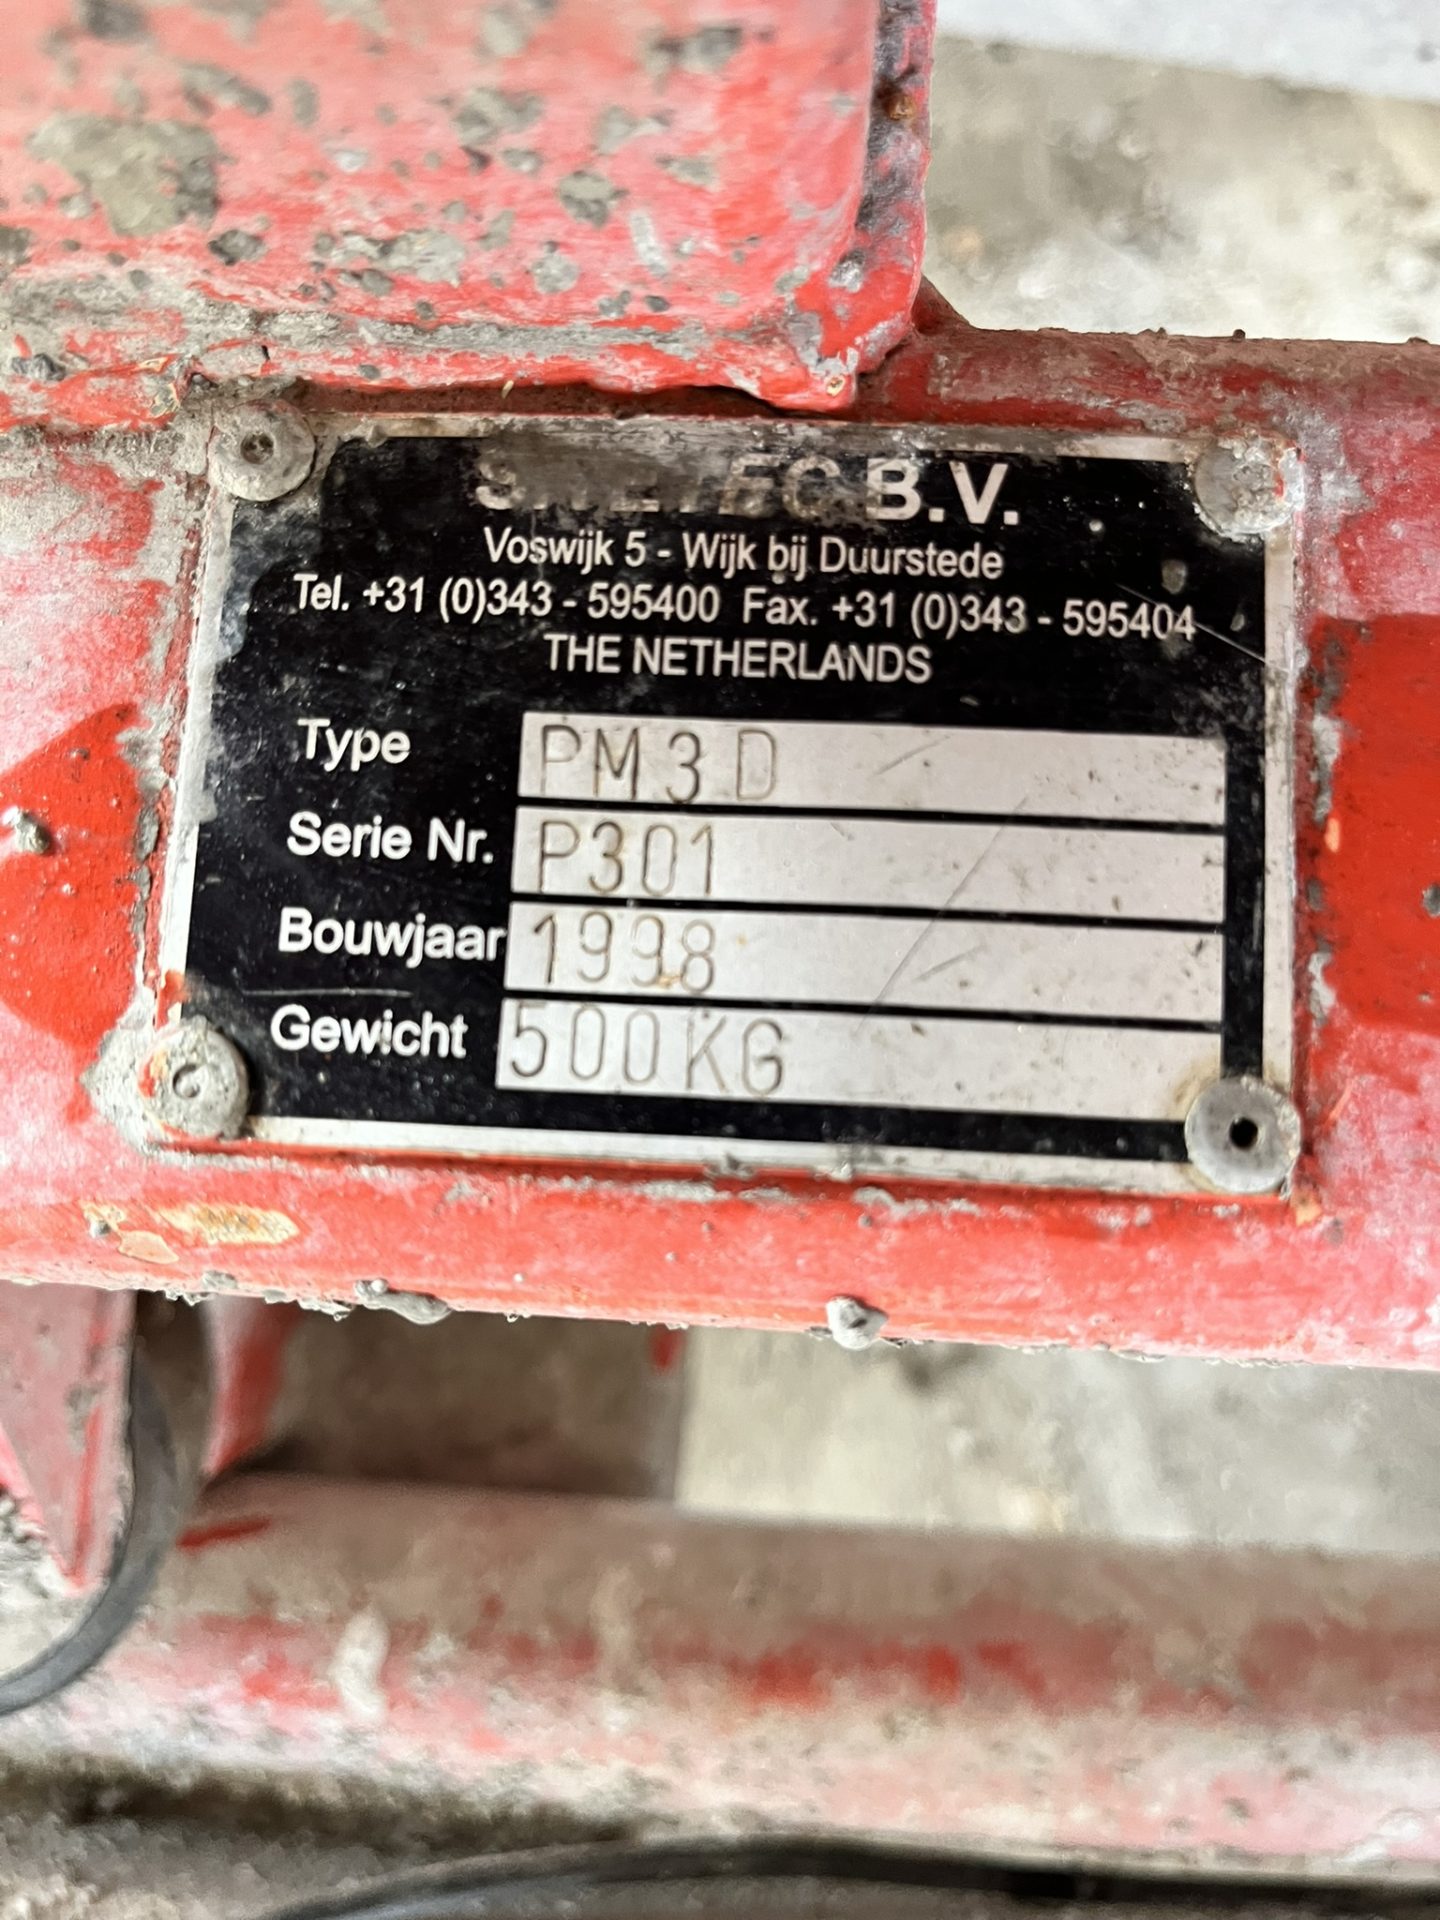 B.V.
Voswijk 5 - Wijk bij Duurstede
Tel. +31 (0)343 - 595400 Fax. +31 (0)343 - 595404
THE NETHERLANDS
Type PM3D
Serie Nr. P301
Bouwjaar 1998
Gewicht 500KG